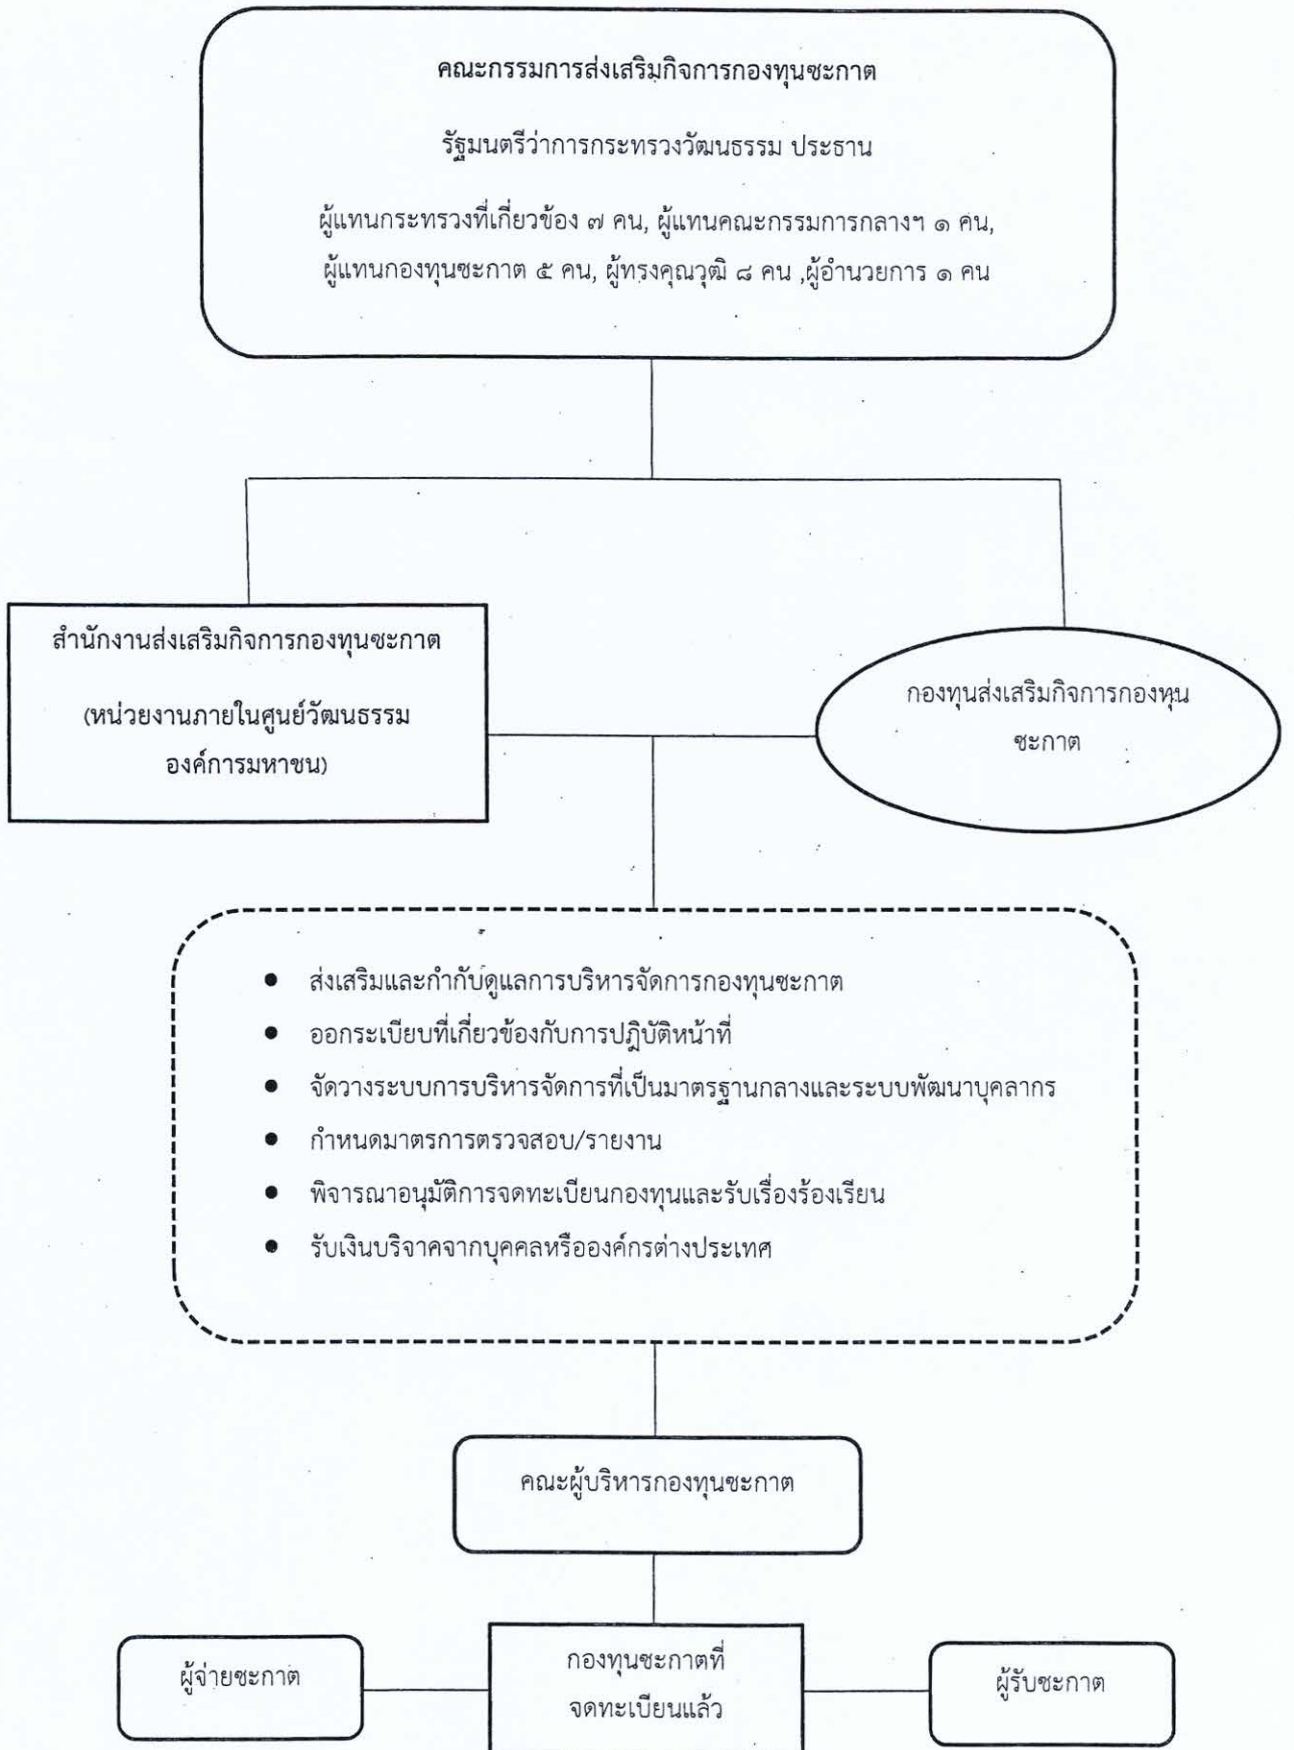 คณะกรรมการส่งเสริมกิจการกองทุนซะกาต
รัฐมนตรีว่าการกระทรวงวัฒนธรรม ประธาน
ผู้แทนกระทรวงที่เกี่ยวข้อง ๗ คน, ผู้แทนคณะกรรมการกลางฯ ๑ คน,
ผู้แทนกองทุนซะกาต ๕ คน, ผู้ทรงคุณวุฒิ ๘ คน ,ผู้อำนวยการ ๑ คน
สำนักงานส่งเสริมกิจการกองทุนซะกาต
(หน่วยงานภายในศูนย์วัฒนธรรม
องค์การมหาชน)
กองทุนส่งเสริมกิจการกองทุน
ซะกาต
● ส่งเสริมและกำกับดูแลการบริหารจัดการกองทุนซะกาต
● ออกระเบียบที่เกี่ยวข้องกับการปฏิบัติหน้าที่
● จัดวางระบบการบริหารจัดการที่เป็นมาตรฐานกลางและระบบพัฒนาบุคลากร
● กำหนดมาตรการตรวจสอบ/รายงาน
● พิจารณาอนุมัติการจดทะเบียนกองทุนและรับเรื่องร้องเรียน
● รับเงินบริจาคจากบุคคลหรือองค์กรต่างประเทศ
คณะผู้บริหารกองทุนซะกาต
ผู้จ่ายซะกาต
กองทุนซะกาตที่
จดทะเบียนแล้ว
ผู้รับซะกาต